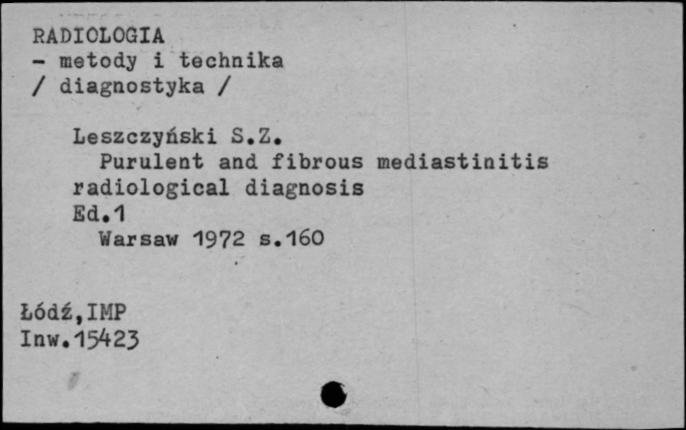 RADIOLOGIA
- metody i technika
/ diagnostyka /
Leszczyński S.Z.
Purulent and fibrous mediastinitis
radiological diagnosis
Ed.1
Warsaw 1972 s.160
Łódź,IMP
Inw.15423